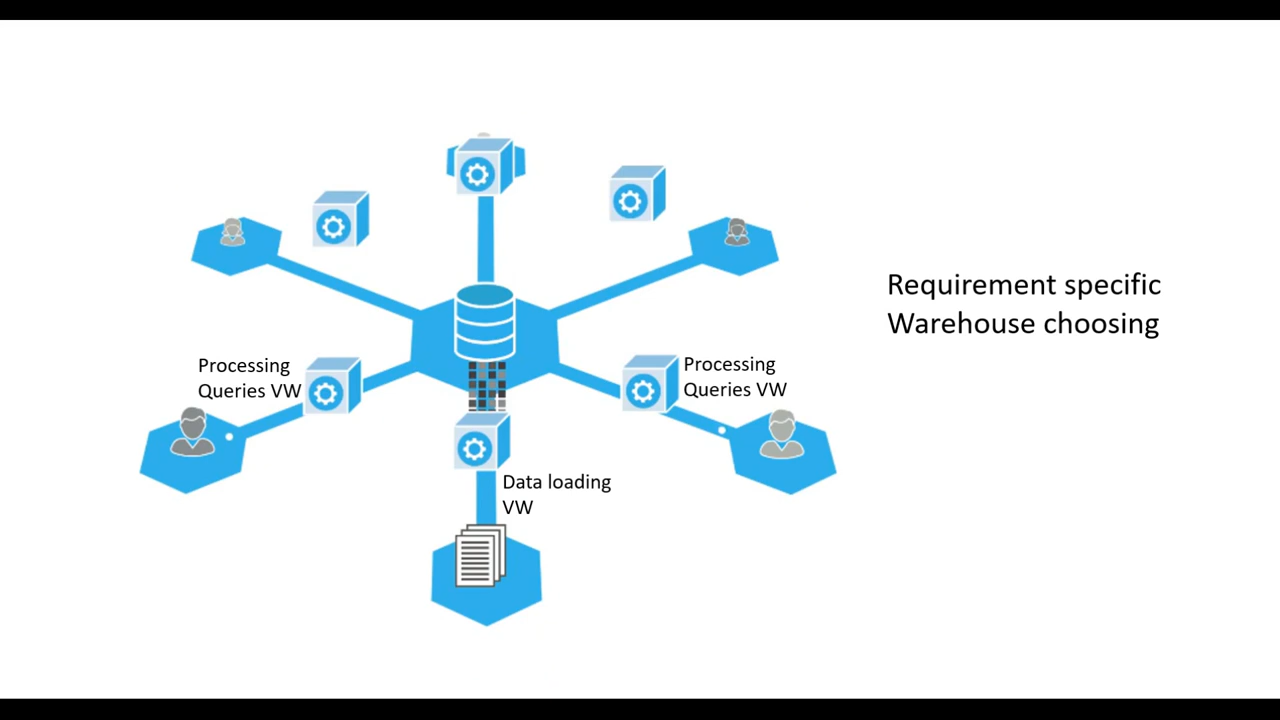 Requirement specific
Warehouse choosing
Processing
Queries VW
Processing
Queries VW
Data loading
VW